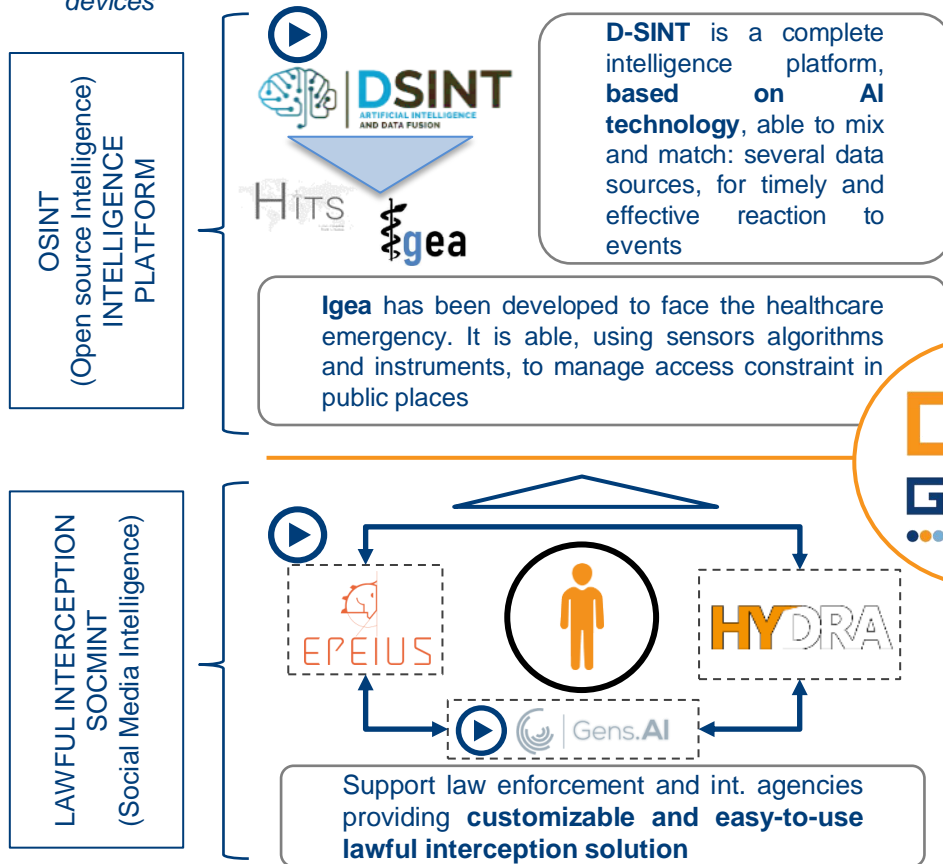 devices
OSINT
(Open source Intelligence)
INTELLIGENCE
PLATFORM
DSINT
ARTIFICIAL INTELLIGENCE
AND DATA FUSION
HITS
igea
D-SINT is a complete
intelligence platform,
based on AI
technology, able to mix
and match: several data
sources, for timely and
effective reaction to
events
Igea has been developed to face the healthcare
emergency. It is able, using sensors algorithms
and instruments, to manage access constraint in
public places
LAWFUL INTERCEPTION
SOCMINT
(Social Media Intelligence)
EPEIUS
HYDRA
Gens.AI
Support law enforcement and int. agencies
providing customizable and easy-to-use
lawful interception solution